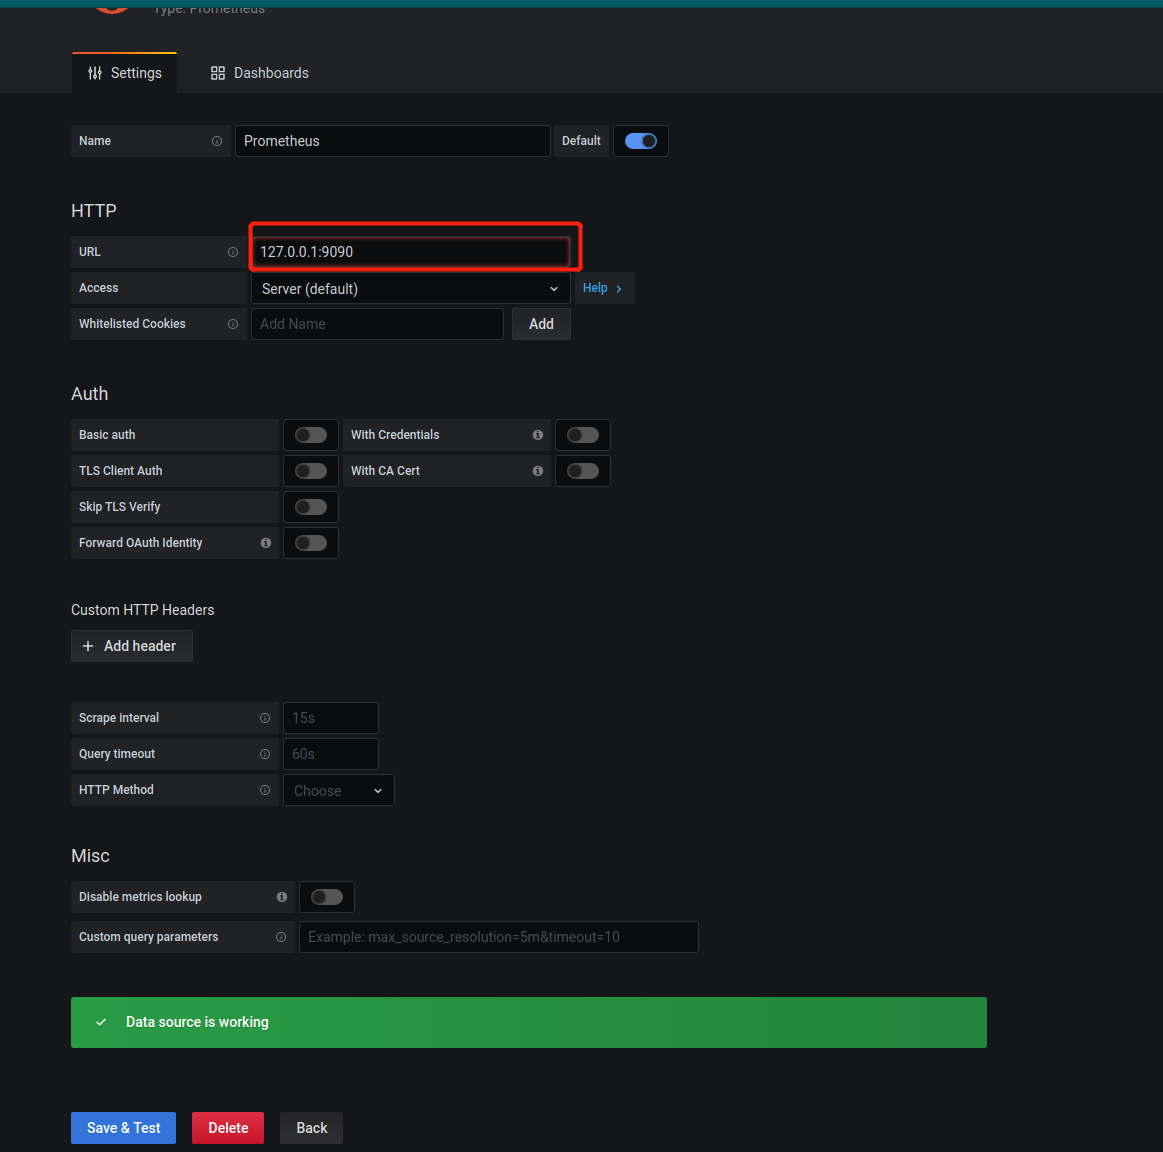 Type: Prometheus
Settings
Dashboards
Name
Prometheus
Default
HTTP
URL
127.0.0.1:9090
Access
Server (default)
Help
Whitelisted Cookies
Add Name
Add
Auth
Basic auth
With Credentials
TLS Client Auth
With CA Cert
Skip TLS Verify
Forward OAuth Identity
Custom HTTP Headers
+ Add header
Scrape interval
15s
Query timeout
60s
HTTP Method
Choose
Misc
Disable metrics lookup
Custom query parameters
Example: max_source_resolution=5m&timeout=10
Data source is working
Save & Test
Delete
Back